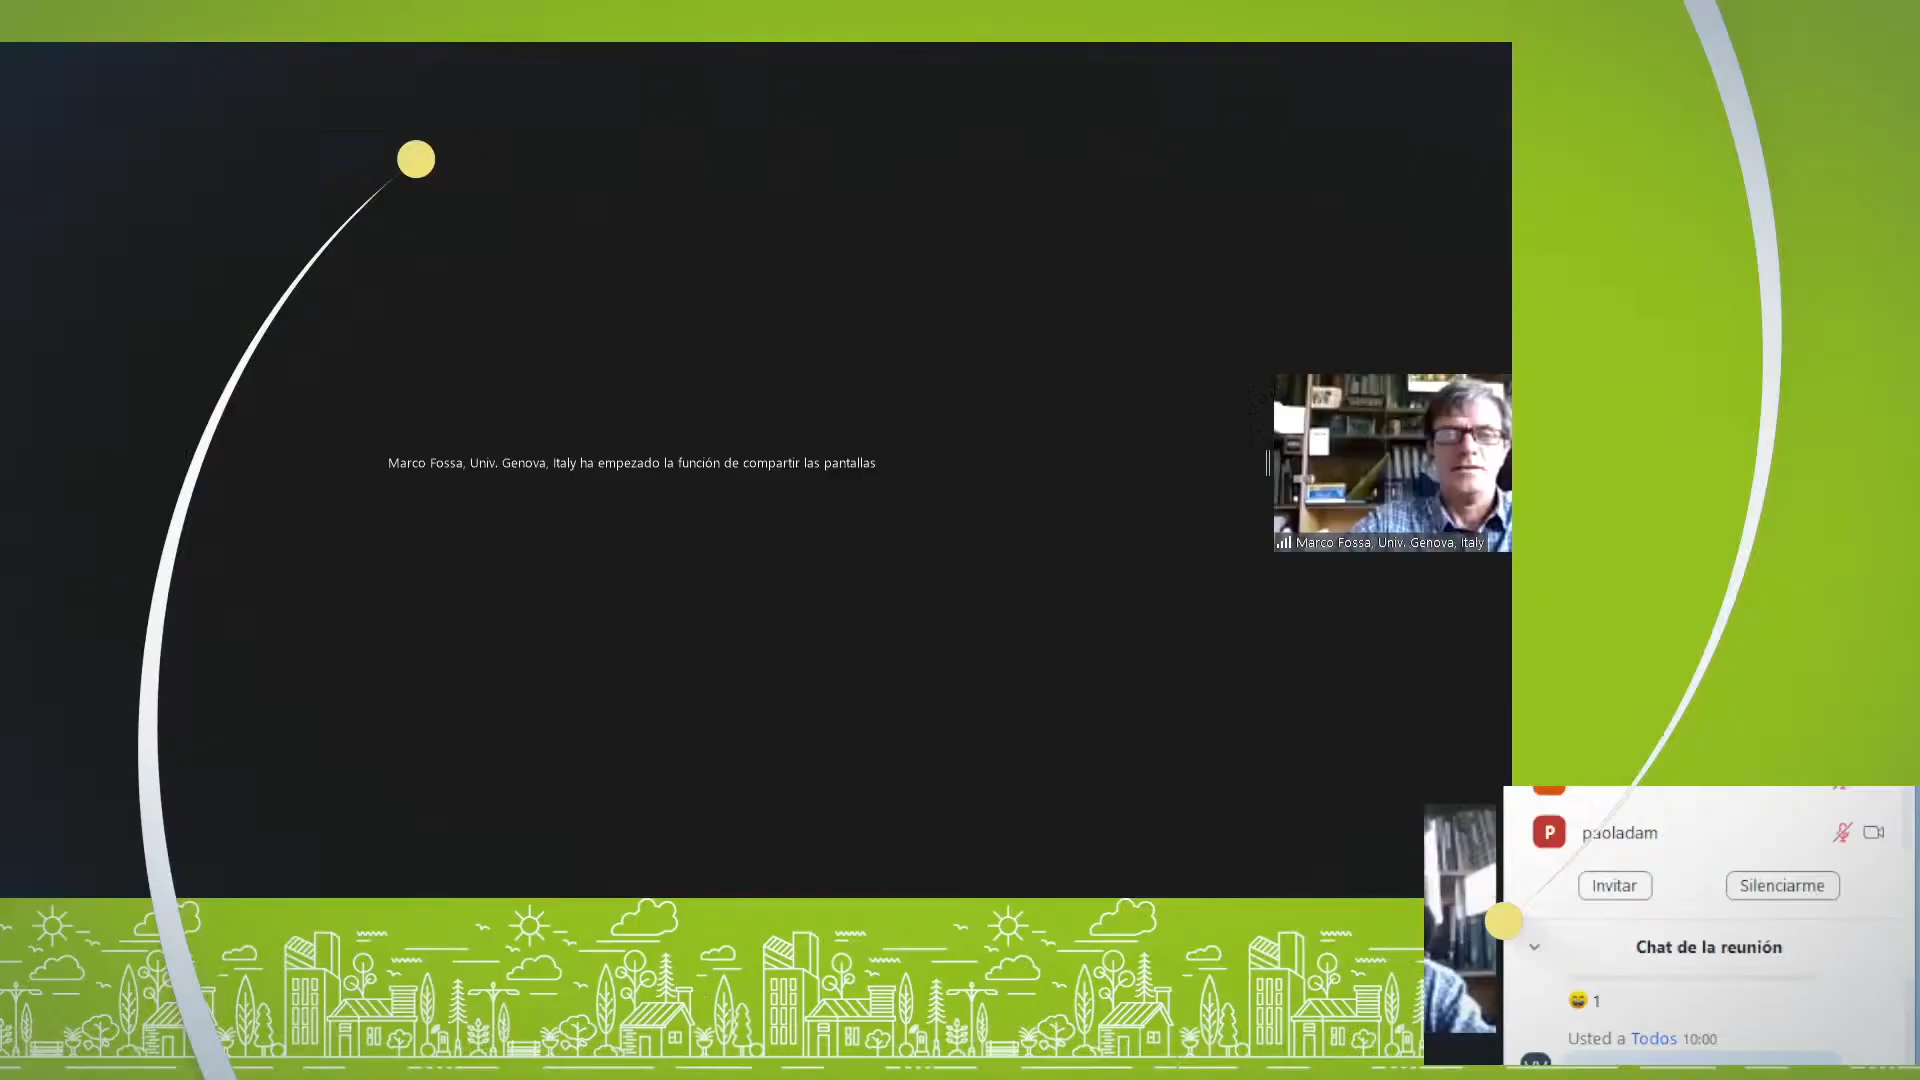 Marco Fossa, Univ. Genova, Italy ha empezado la función de compartir las pantallas
Marco Fossa, Univ. Genova, Italy
P
paoladam
Invitar
Silenciarme
Chat de la reunión
1
Usted a Todos 10:00